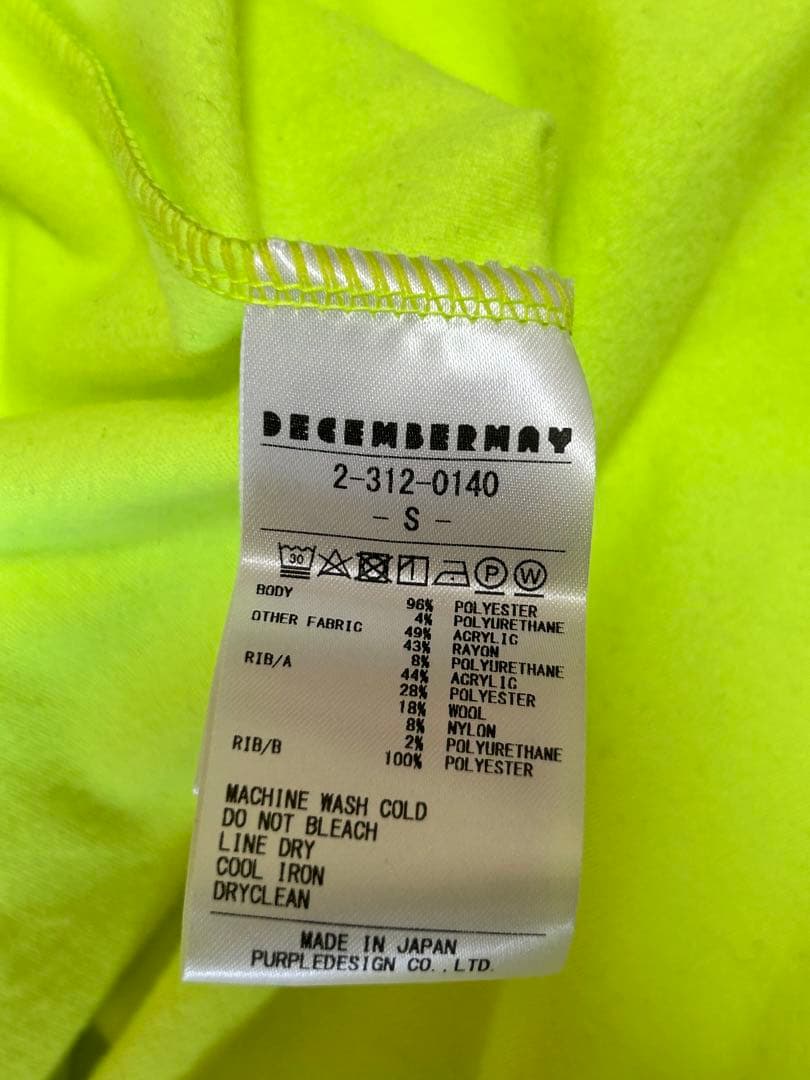 DECEMBERMAY
2-312-0140
- S -
30 P W
BODY 96% POLYESTER
4% POLYURETHANE
OTHER FABRIC 49% ACRYLIC
43% RAYON
8% POLYURETHANE
RIB/A 44% ACRYLIC
28% POLYESTER
18% WOOL
8% NYLON
2% POLYURETHANE
RIB/B 100% POLYESTER
MACHINE WASH COLD
DO NOT BLEACH
LINE DRY
COOL IRON
DRYCLEAN
MADE IN JAPAN
PURPLEDESIGN CO.,LTD.